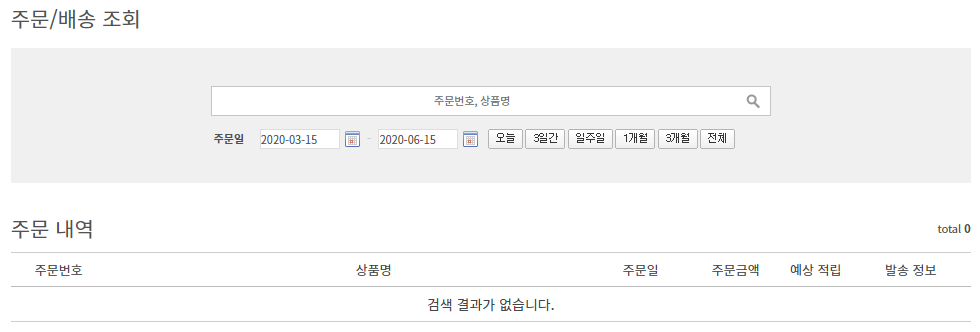 주문/배송 조회
주문번호, 상품명
주문일 2020-03-15 - 2020-06-15 오늘 3일간 일주일 1개월 3개월 전체
주문 내역
total 0
주문번호 상품명 주문일 주문금액 예상 적립 발송 정보
검색 결과가 없습니다.